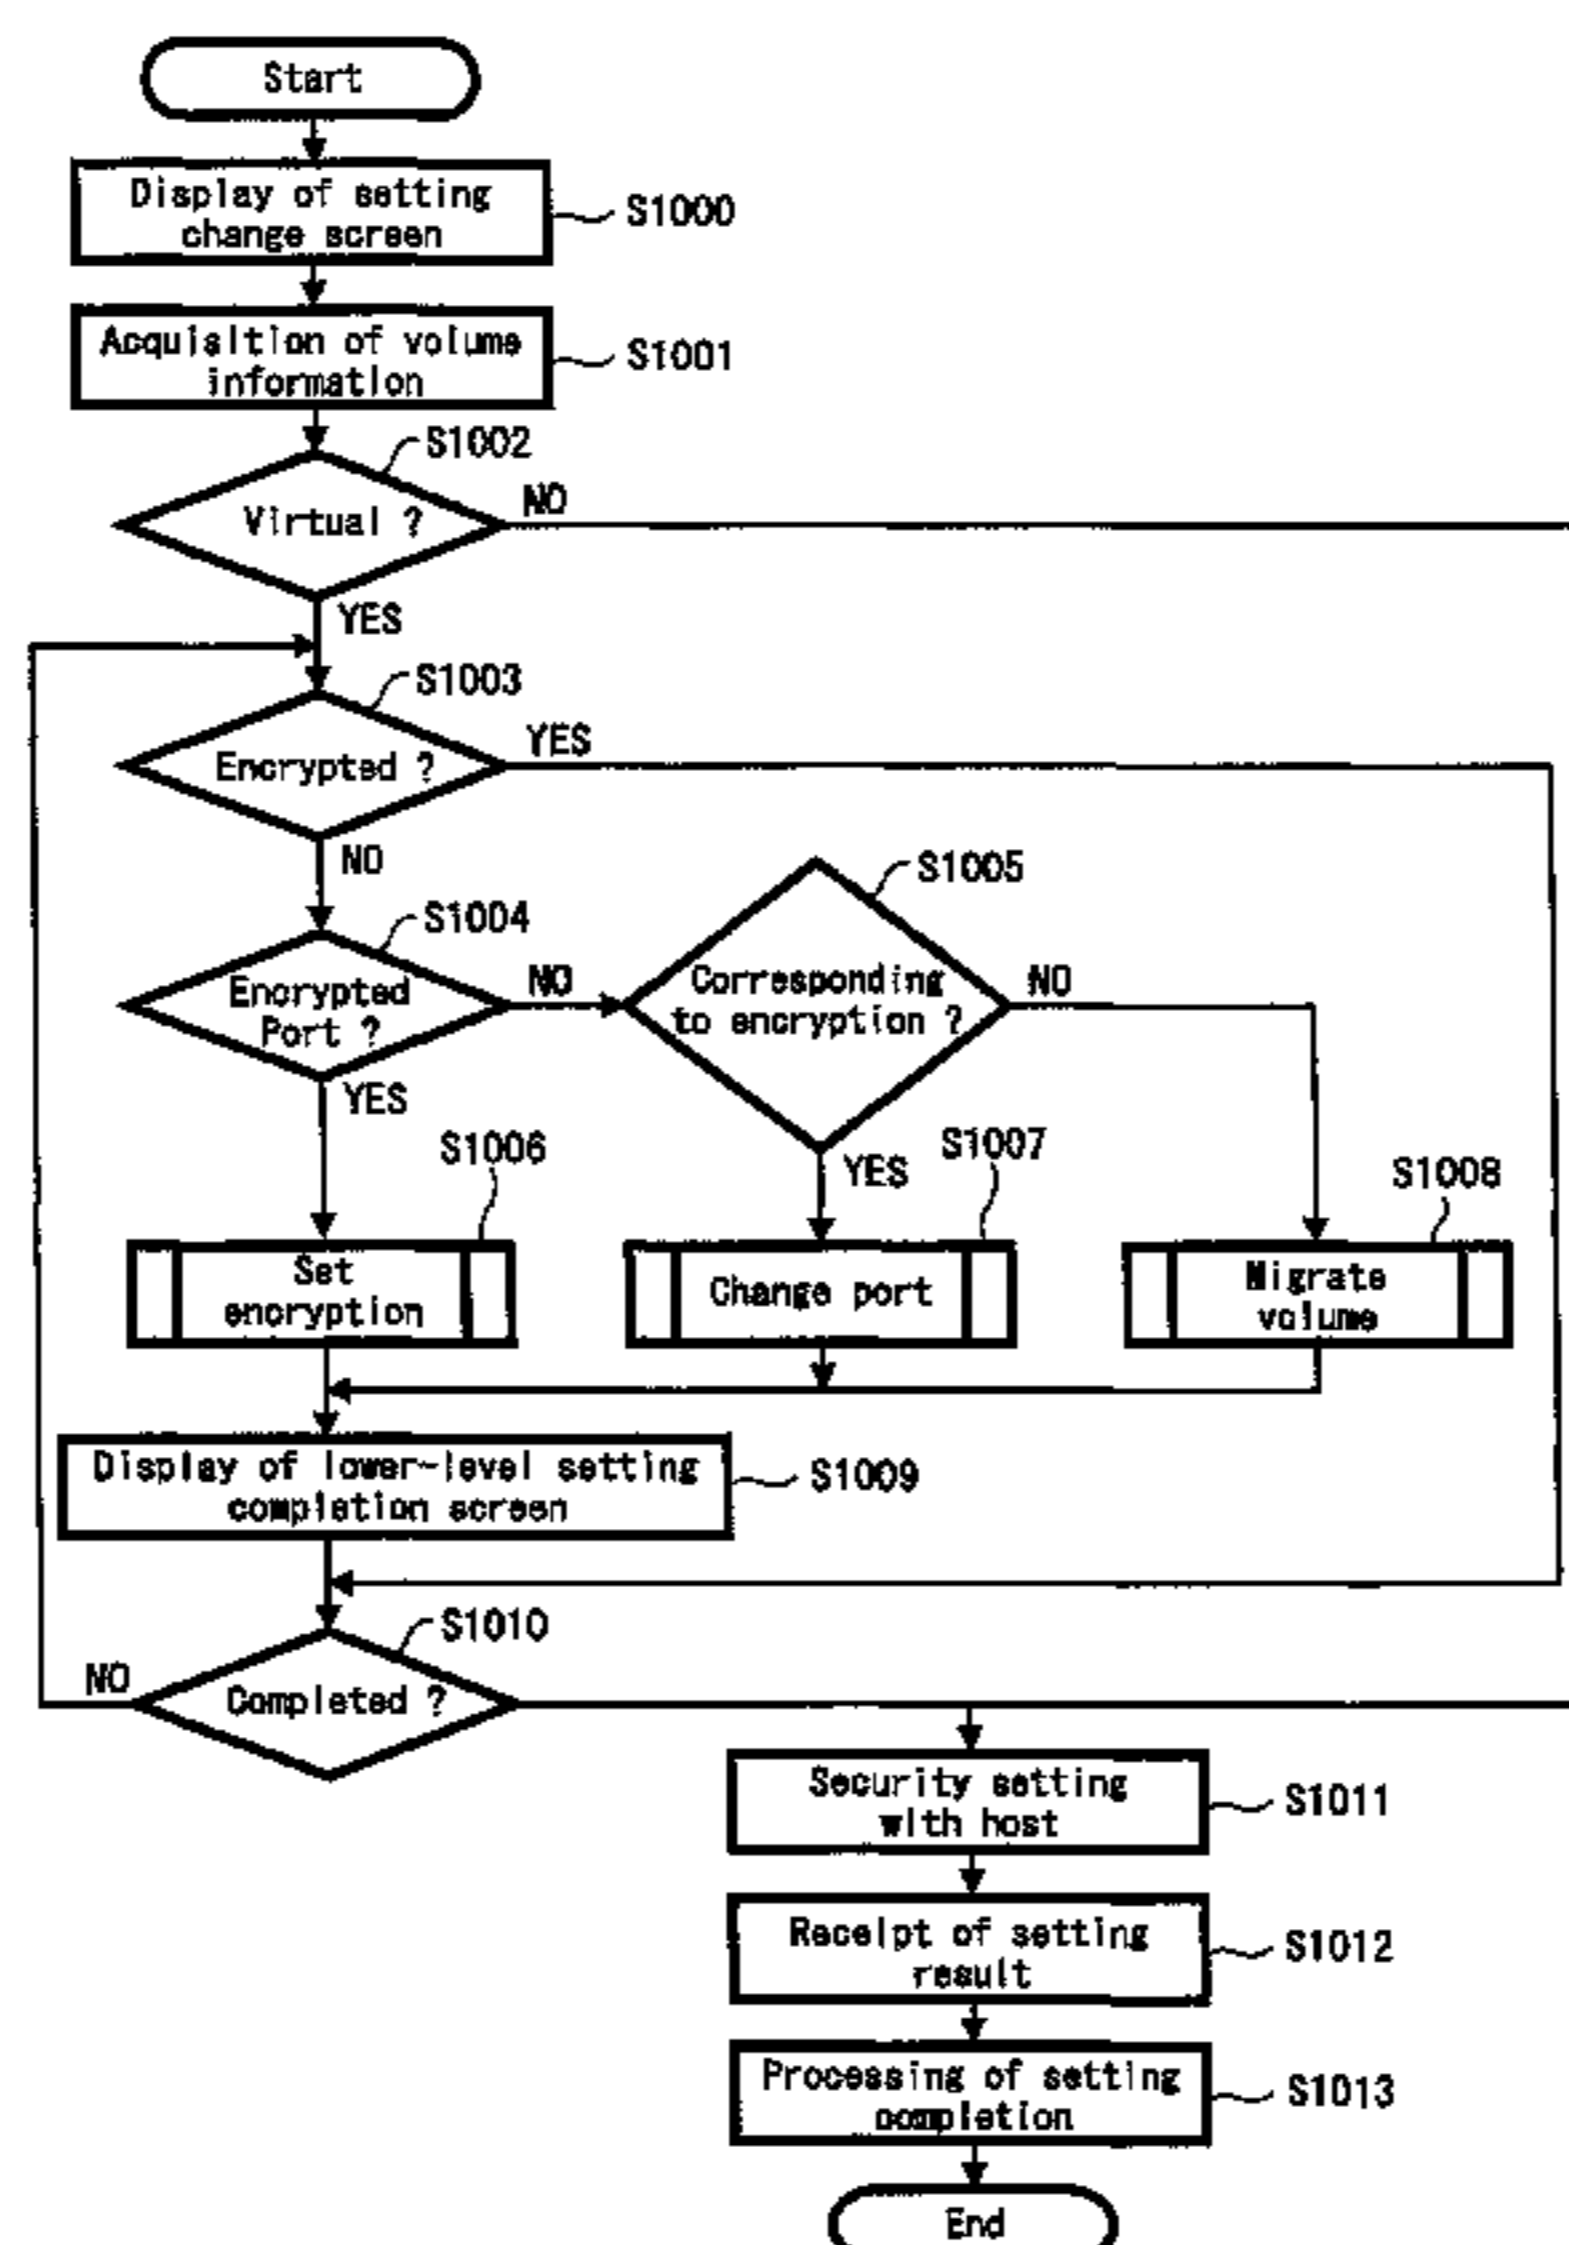 Start
Display of setting
change screen
S1000
Acquisition of volume
information
S1001
S1002
Virtual ?
NO
YES
S1003
Encrypted ?
YES
NO
S1004
Encrypted
Port ?
NO
YES
S1005
Corresponding
to encryption ?
NO
YES
S1006
Set
encryption
S1007
Change port
S1008
Migrate
volume
Display of lower-level setting
completion screen
S1009
S1010
Completed ?
NO
Security setting
with host
S1011
Receipt of setting
result
S1012
Processing of setting
completion
S1013
End